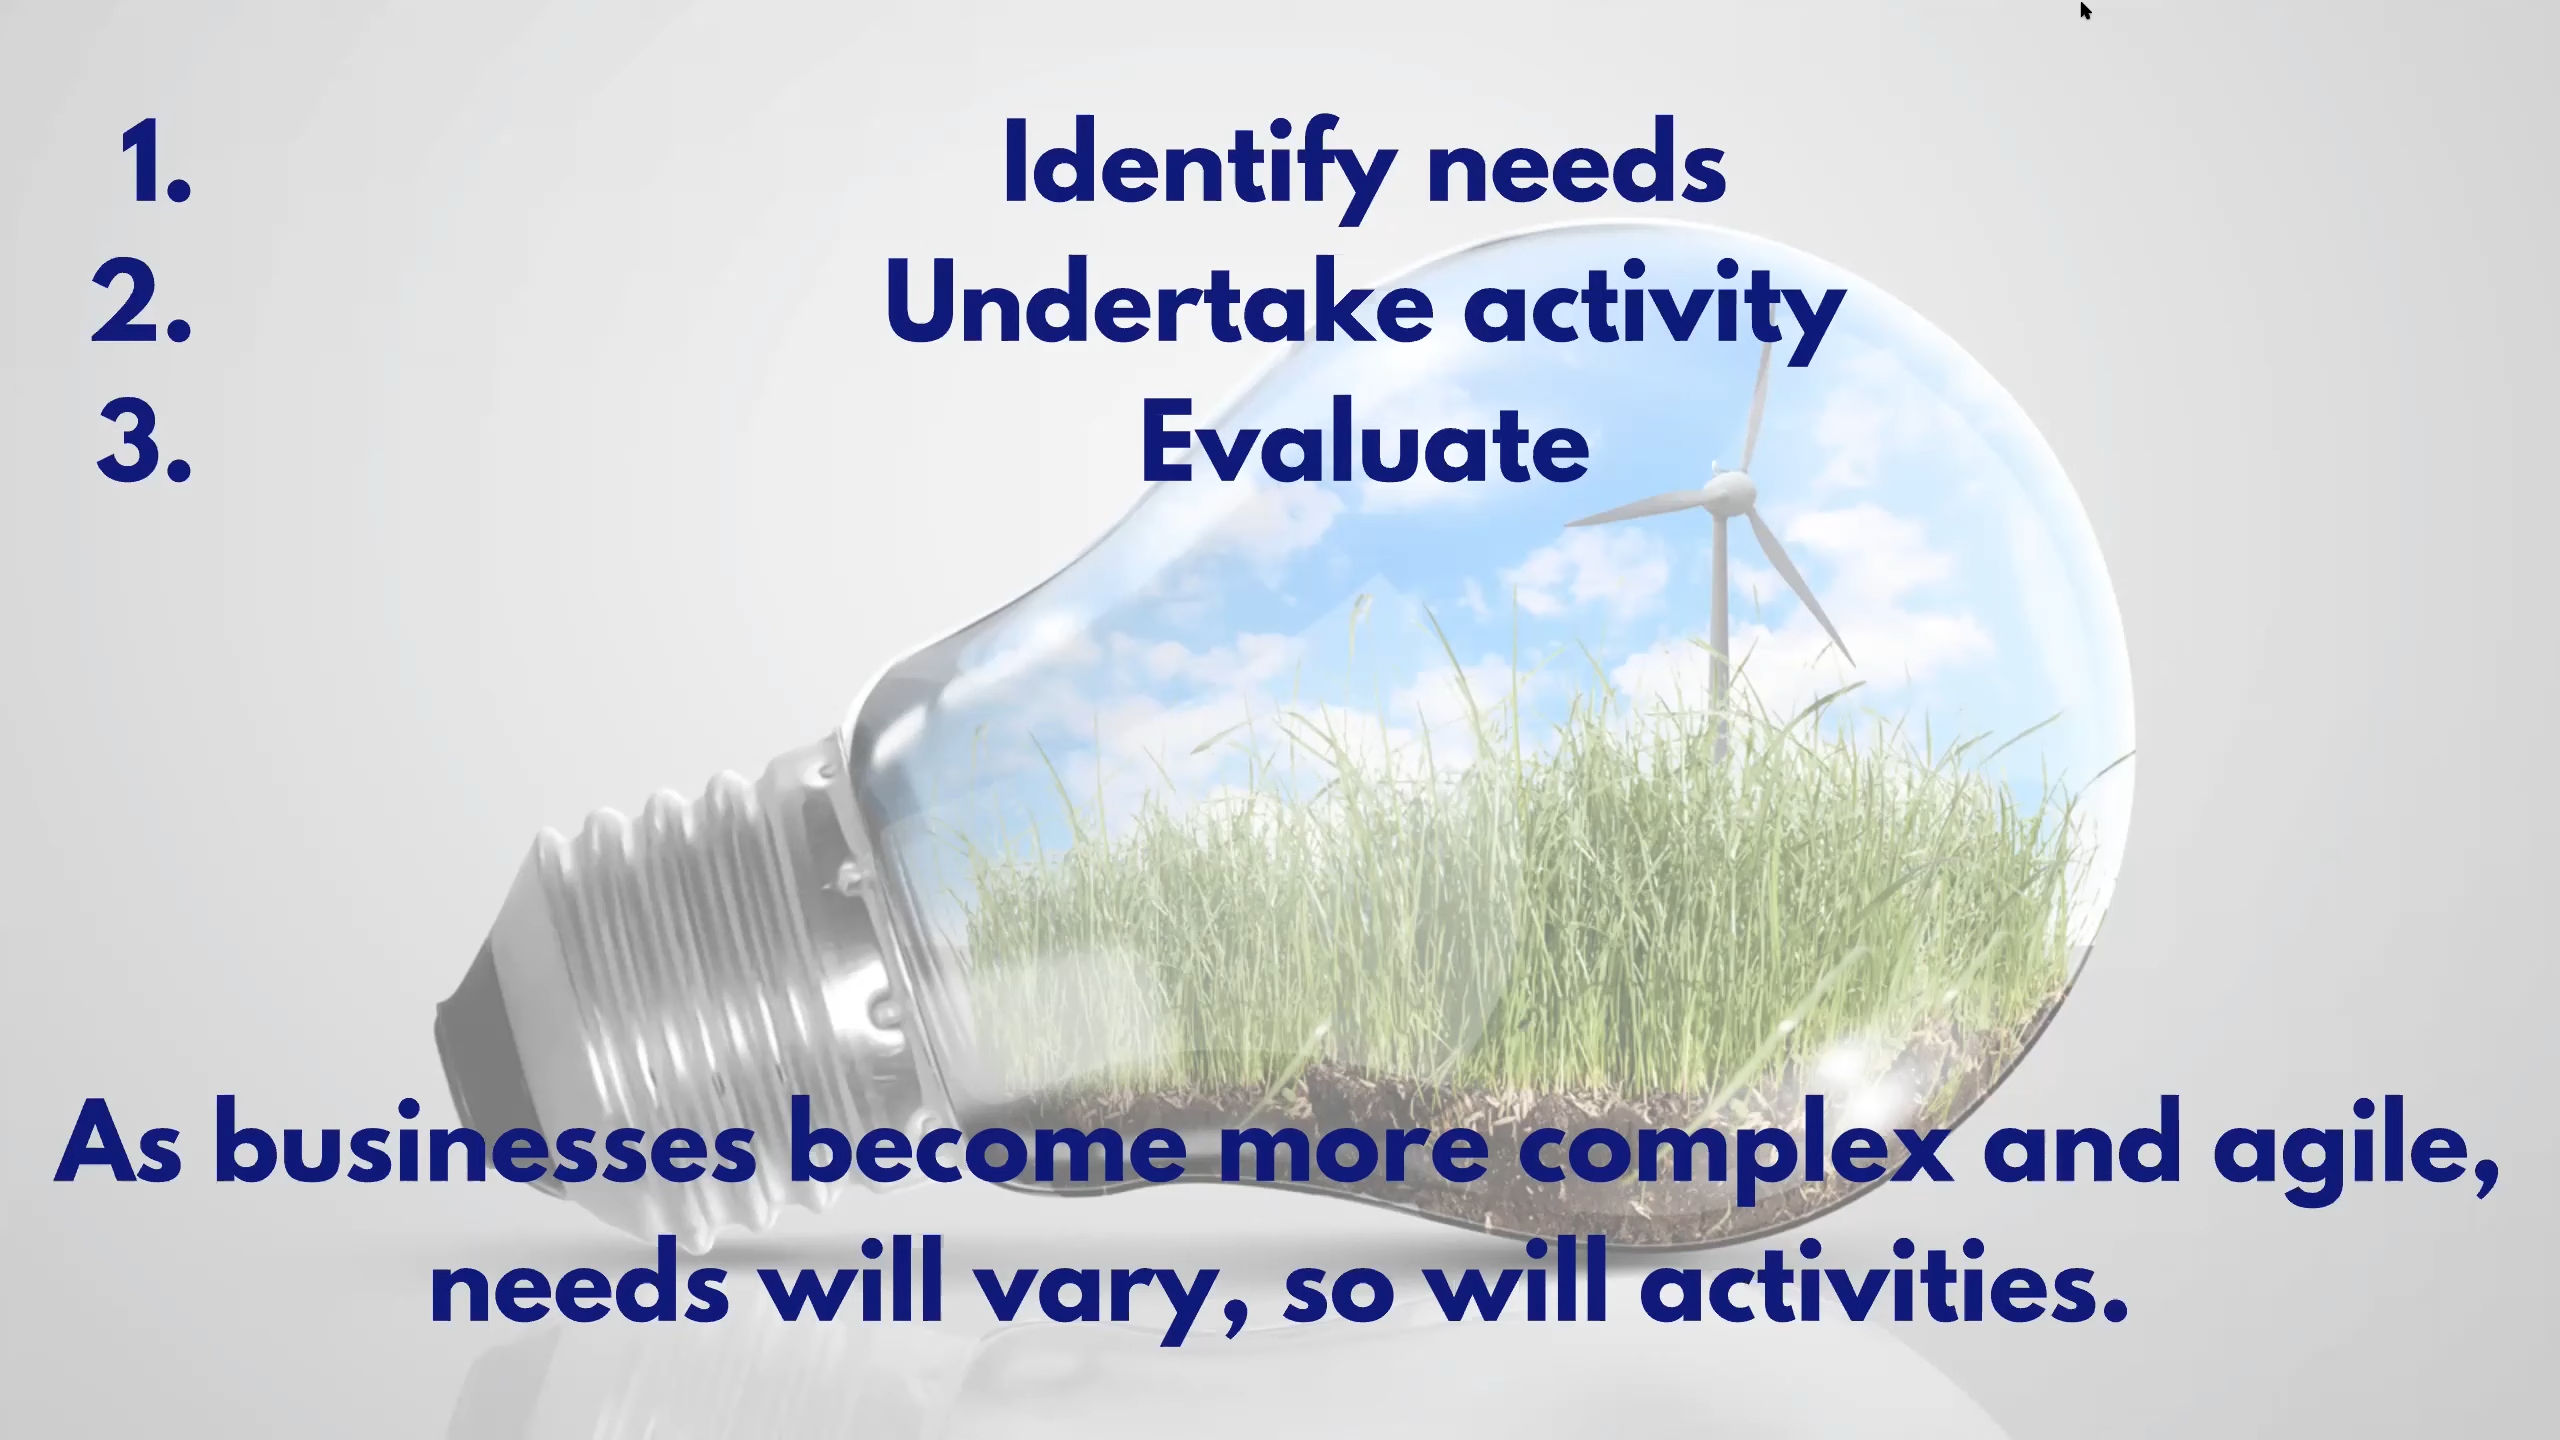 1. Identify needs
2. Undertake activity
3. Evaluate
As businesses become more complex and agile,
needs will vary, so will activities.